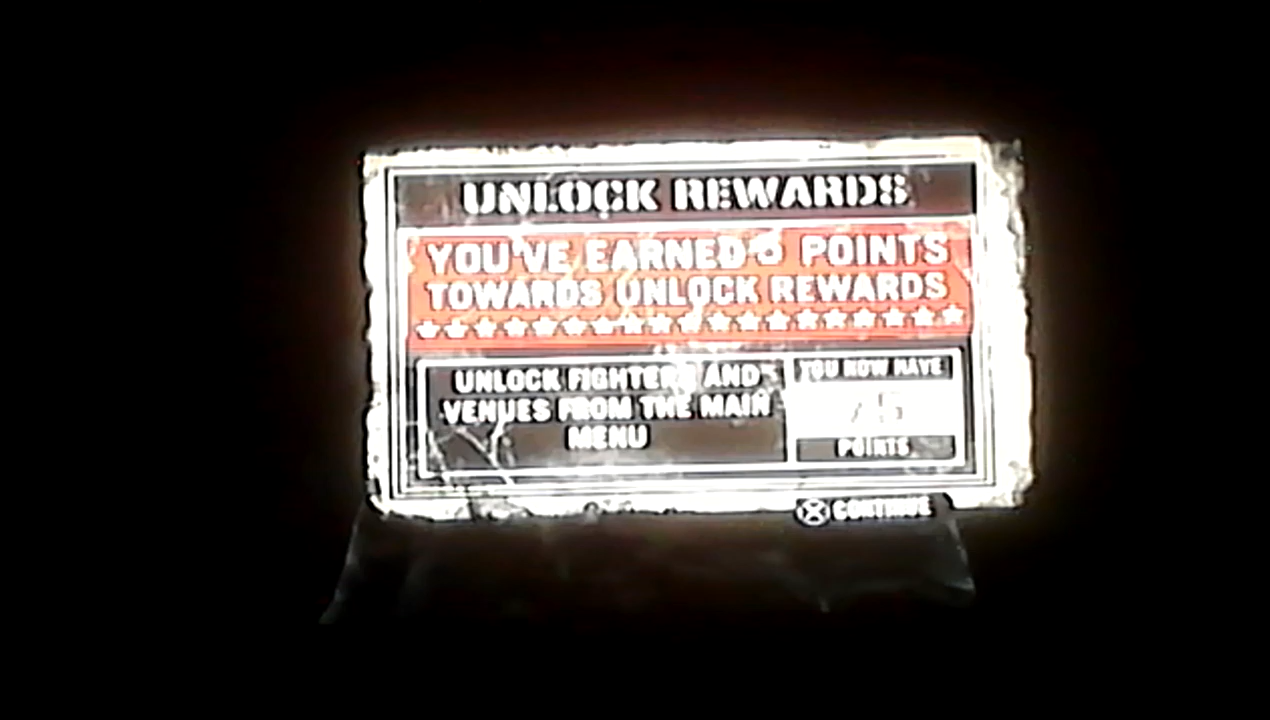 UNLOCK REWARDS
YOU'VE EARNED POINTS
TOWARDS UNLOCK REWARDS
UNLOCK FIGHTERS AND
VENUES FROM THE MAIN
MENU
YOU NOW HAVE
POINTS
CONTINUE